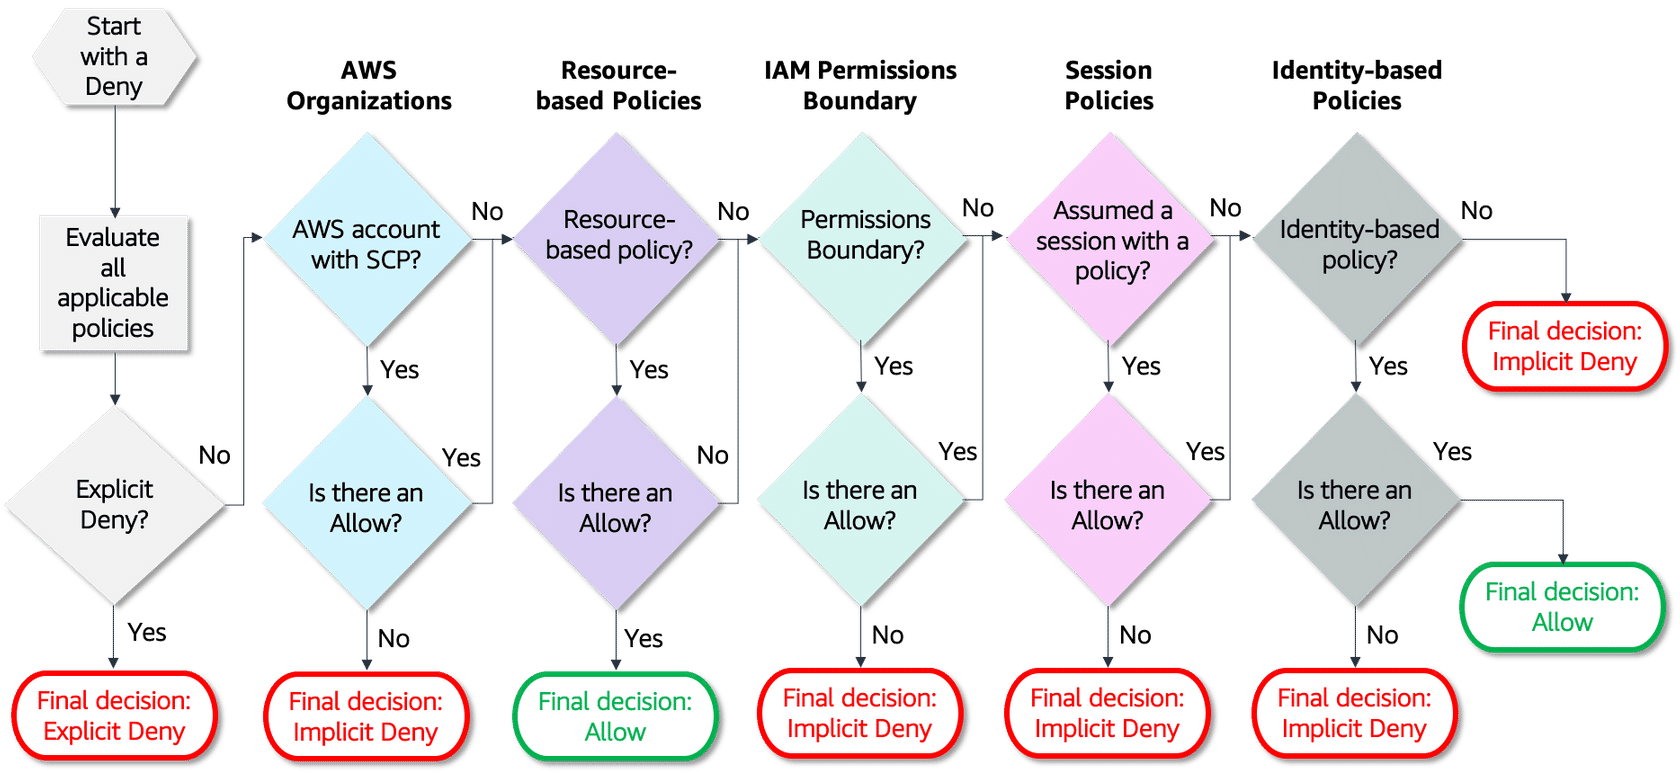 Start
with a
Deny
Evaluate
all
applicable
policies
Explicit
Deny?
No
Yes
Final decision:
Explicit Deny
AWS
Organizations
AWS account
with SCP?
No
Yes
Is there an
Allow?
Yes
No
Final decision:
Implicit Deny
Resource-
based Policies
Resource-
based policy?
No
Yes
Is there an
Allow?
No
Yes
Final decision:
Allow
IAM Permissions
Boundary
Permissions
Boundary?
No
Yes
Is there an
Allow?
Yes
No
Final decision:
Implicit Deny
Session
Policies
Assumed a
session with a
policy?
No
Yes
Is there an
Allow?
Yes
No
Final decision:
Implicit Deny
Identity-based
Policies
Identity-based
policy?
No
Final decision:
Implicit Deny
Yes
Is there an
Allow?
Yes
Final decision:
Allow
No
Final decision:
Implicit Deny